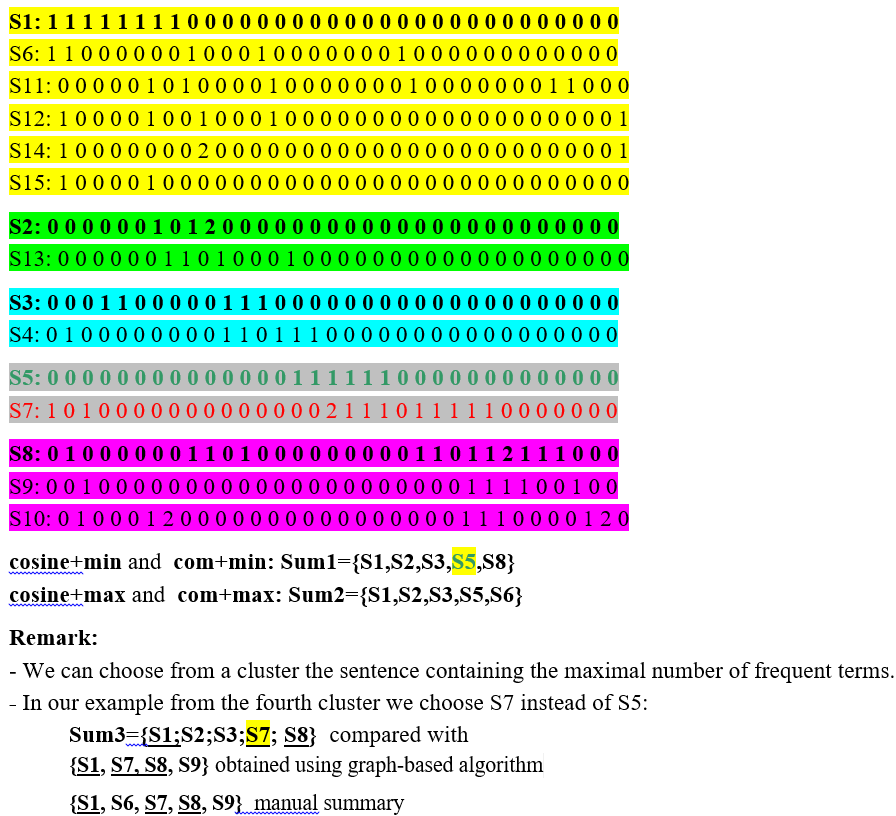 S1: 1 1 1 1 1 1 1 1 0 0 0 0 0 0 0 0 0 0 0 0 0 0 0 0 0 0 0 0 0 0 0 0 0
S6: 1 1 0 0 0 0 0 0 1 0 0 0 1 0 0 0 0 0 0 0 1 0 0 0 0 0 0 0 0 0 0 0 0
S11: 0 0 0 0 0 1 0 1 0 0 0 0 1 0 0 0 0 0 0 0 1 0 0 0 0 0 0 0 1 1 0 0 0
S12: 1 0 0 0 0 1 0 0 1 0 0 0 1 0 0 0 0 0 0 0 0 0 0 0 0 0 0 0 0 0 0 0 1
S14: 1 0 0 0 0 0 0 0 2 0 0 0 0 0 0 0 0 0 0 0 0 0 0 0 0 0 0 0 0 0 0 0 1
S15: 1 0 0 0 0 1 0 0 0 0 0 0 0 0 0 0 0 0 0 0 0 0 0 0 0 0 0 0 0 0 0 0 0
S2: 0 0 0 0 0 0 1 0 1 2 0 0 0 0 0 0 0 0 0 0 0 0 0 0 0 0 0 0 0 0 0 0 0
S13: 0 0 0 0 0 0 1 1 0 1 0 0 0 1 0 0 0 0 0 0 0 0 0 0 0 0 0 0 0 0 0 0 0
S3: 0 0 0 1 1 0 0 0 0 0 1 1 1 0 0 0 0 0 0 0 0 0 0 0 0 0 0 0 0 0 0 0 0
S4: 0 1 0 0 0 0 0 0 0 0 1 1 0 1 1 1 0 0 0 0 0 0 0 0 0 0 0 0 0 0 0 0 0
S5: 0 0 0 0 0 0 0 0 0 0 0 0 0 0 1 1 1 1 1 1 0 0 0 0 0 0 0 0 0 0 0 0 0
S7: 1 0 1 0 0 0 0 0 0 0 0 0 0 0 0 0 2 1 1 1 0 1 1 1 1 1 0 0 0 0 0 0 0
S8: 0 1 0 0 0 0 0 0 1 1 0 1 0 0 0 0 0 0 0 0 0 1 1 0 1 1 2 1 1 1 0 0 0
S9: 0 0 1 0 0 0 0 0 0 0 0 0 0 0 0 0 0 0 0 0 0 0 0 0 1 1 1 1 0 0 1 0 0
S10: 0 1 0 0 0 1 2 0 0 0 0 0 0 0 0 0 0 0 0 0 0 0 0 1 1 1 0 0 0 0 1 2 0
cosine+min and com+min: Sum1={S1,S2,S3,S5,S8}
cosine+max and com+max: Sum2={S1,S2,S3,S5,S6}
Remark:
- We can choose from a cluster the sentence containing the maximal number of frequent terms.
- In our example from the fourth cluster we choose S7 instead of S5:
Sum3={S1;S2;S3;S7; S8} compared with
{S1, S7, S8, S9} obtained using graph-based algorithm
{S1, S6, S7, S8, S9} manual summary